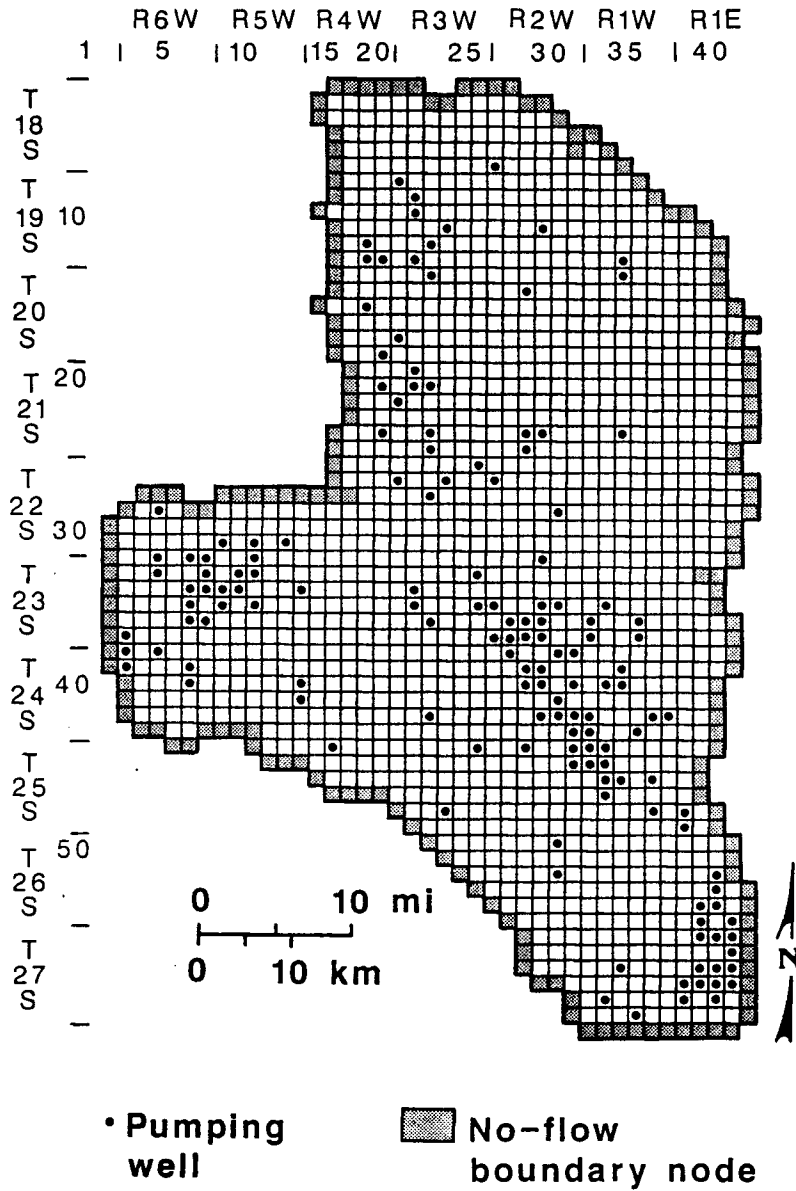 R6W R5W R4W R3W R2W R1W R1E
1 5 10 15 20 25 30 35 40
T
18
S
T
19 10
S
T
20
S
T 20
21
S
T
22
S 30
T
23
S
T
24 40
S
T
25
S
T 50
26
S
T
27
S
0 10 mi
0 10 km
N
Pumping well
No-flow boundary node